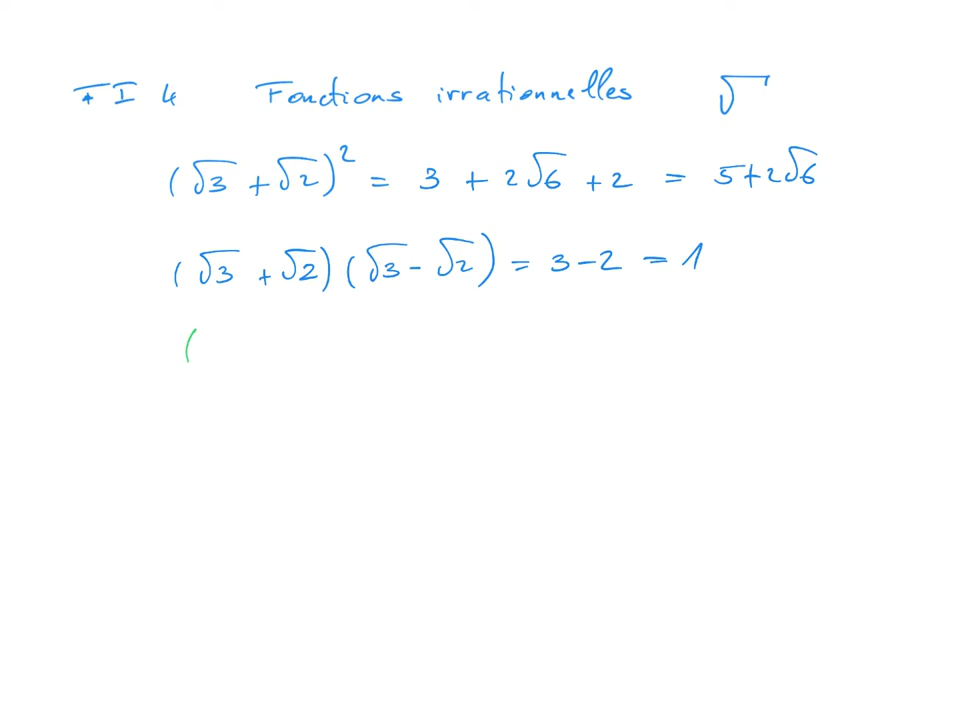 FI 4 Fonctions irrationnelles √
(√3 + √2)² = 3 + 2√6 + 2 = 5+2√6
(√3 + √2)(√3 - √2) = 3 - 2 = 1
(